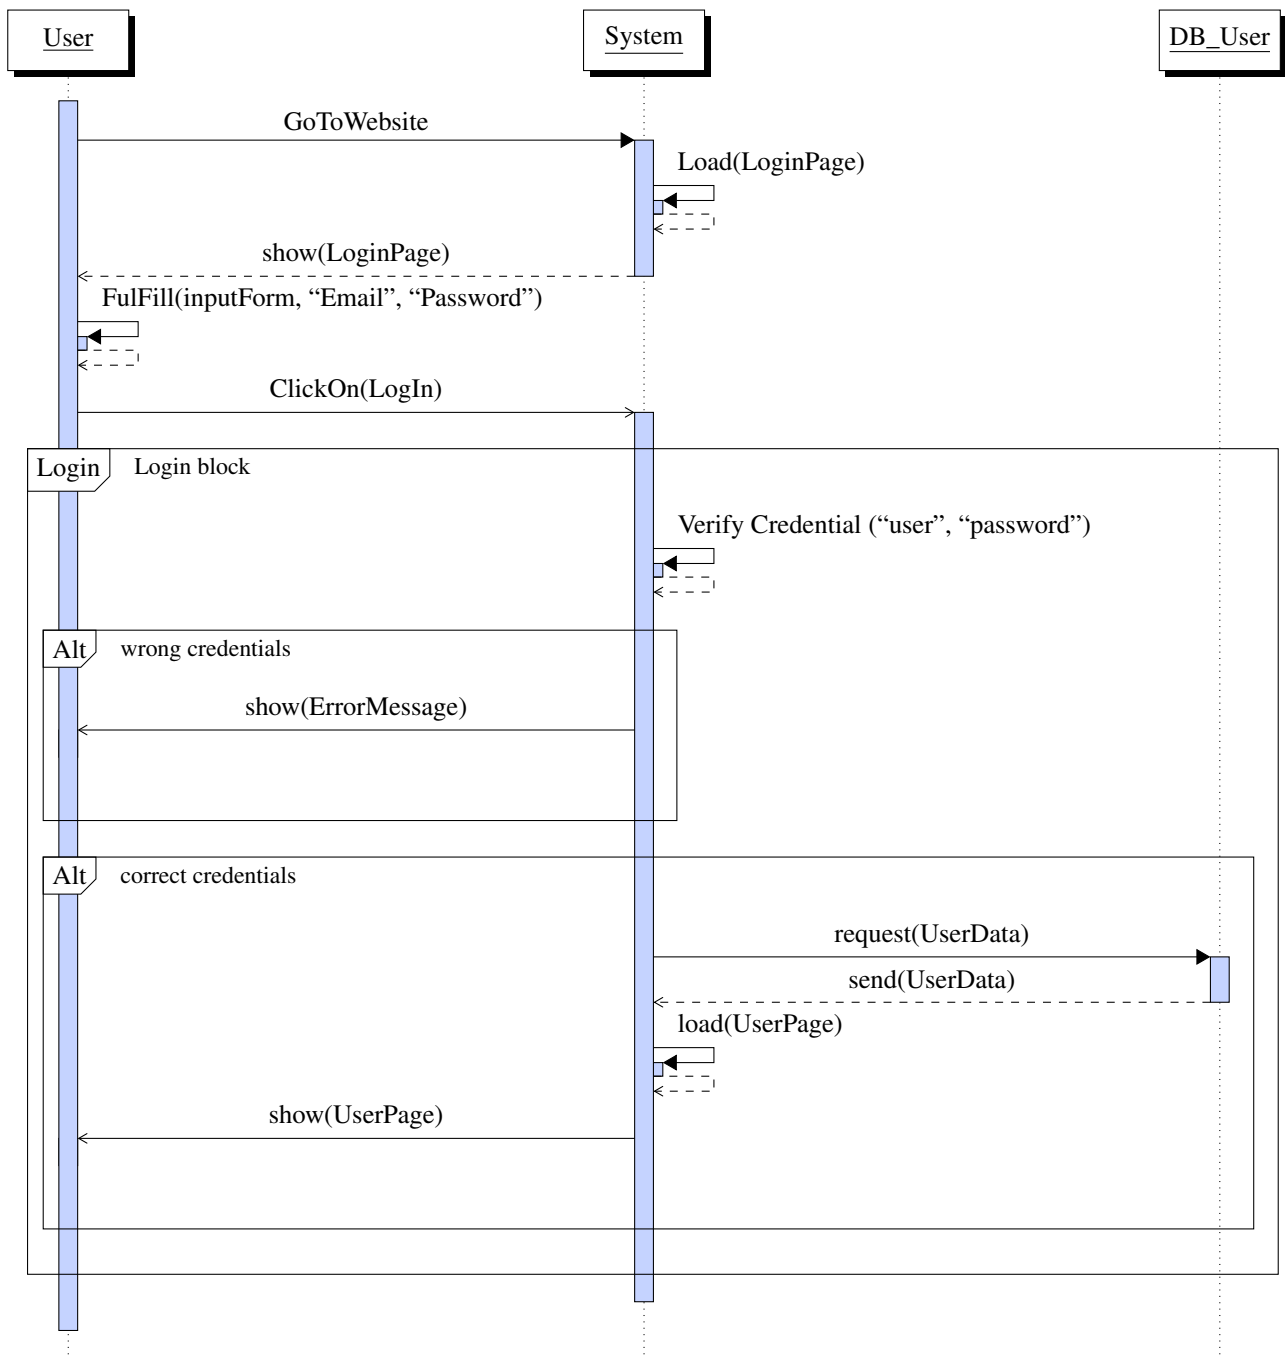 User
System
DB_User
GoToWebsite
Load(LoginPage)
show(LoginPage)
FulFill(inputForm, “Email”, “Password”)
ClickOn(LogIn)
Login
Login block
Verify Credential (“user”, “password”)
Alt
wrong credentials
show(ErrorMessage)
Alt
correct credentials
request(UserData)
send(UserData)
load(UserPage)
show(UserPage)